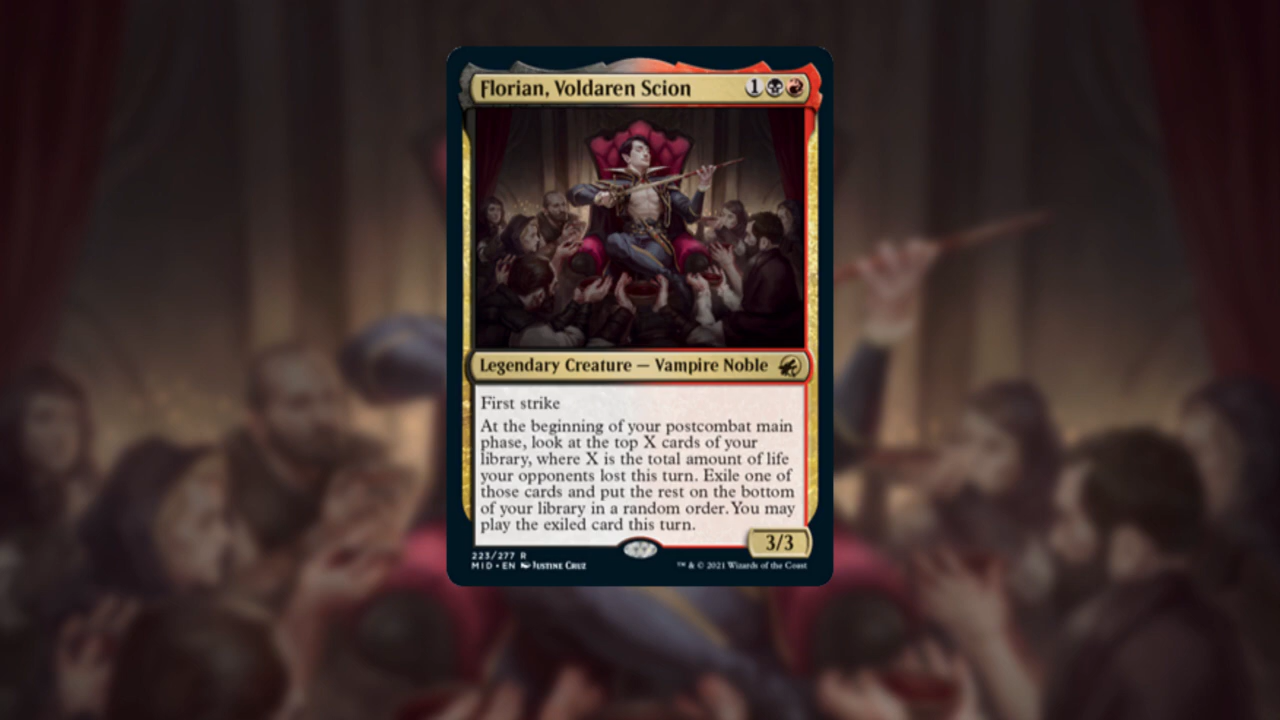 Florian, Voldaren Scion 1
Legendary Creature — Vampire Noble
First strike
At the beginning of your postcombat main
phase, look at the top X cards of your
library, where X is the total amount of life
your opponents lost this turn. Exile one of
those cards and put the rest on the bottom
of your library in a random order. You may
play the exiled card this turn.
3/3
223/277 R
MID • EN Justine Cruz
™ & © 2021 Wizards of the Coast